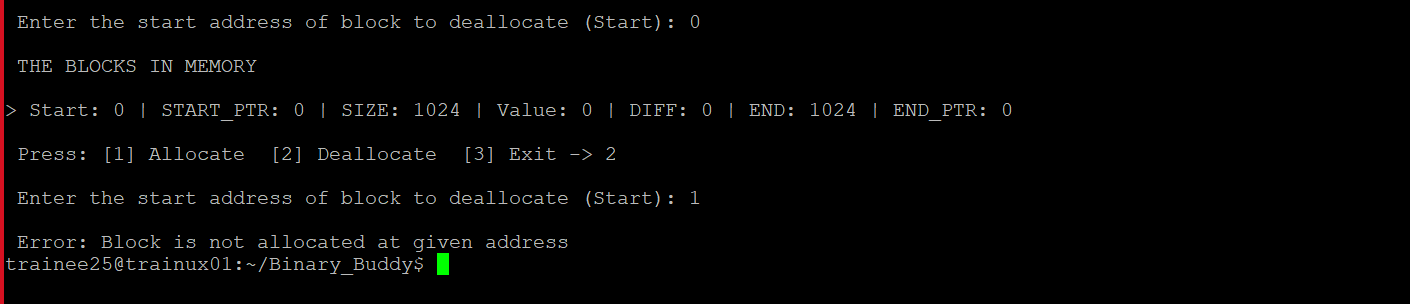 Enter the start address of block to deallocate (Start): 0
THE BLOCKS IN MEMORY
> Start: 0 | START_PTR: 0 | SIZE: 1024 | Value: 0 | DIFF: 0 | END: 1024 | END_PTR: 0
Press: [1] Allocate  [2] Deallocate  [3] Exit -> 2
Enter the start address of block to deallocate (Start): 1
Error: Block is not allocated at given address
trainee25@trainux01:~/Binary_Buddy$